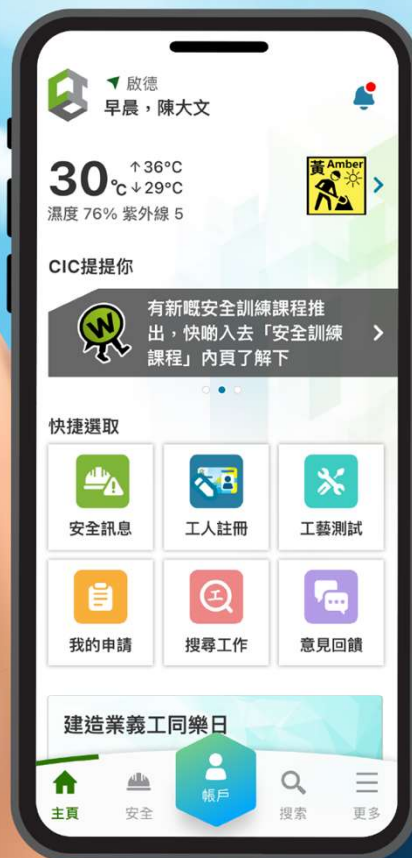 啟德
早晨，陳大文
30°C ↑36°C ↓29°C
濕度 76% 紫外線 5
黃 Amber
CIC提提你
有新嘅安全訓練課程推
出，快啲入去「安全訓練
課程」內頁了解下
W
快捷選取
安全訊息 工人註冊 工藝測試
工
我的申請 搜尋工作 意見回饋
建造業義工同樂日
主頁 安全 帳戶 搜索 更多